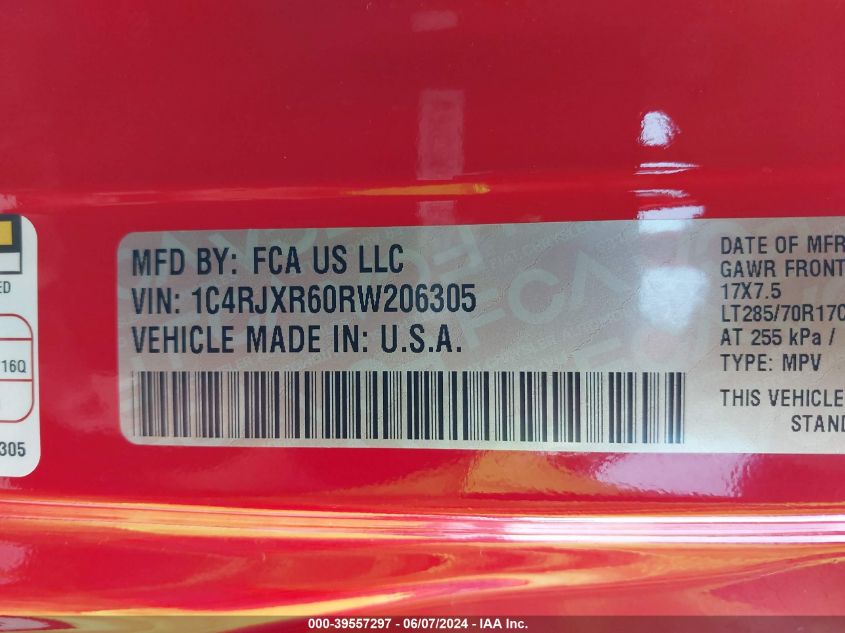 ED
16Q
305
MFD BY: FCA US LLC
VIN: 1C4RJXR60RW206305
VEHICLE MADE IN: U.S.A.
DATE OF MFR
GAWR FRONT
17X7.5
LT285/70R17C
AT 255 kPa /
TYPE: MPV
THIS VEHICLE
STAND
000-39557297 - 06/07/2024 - IAA Inc.